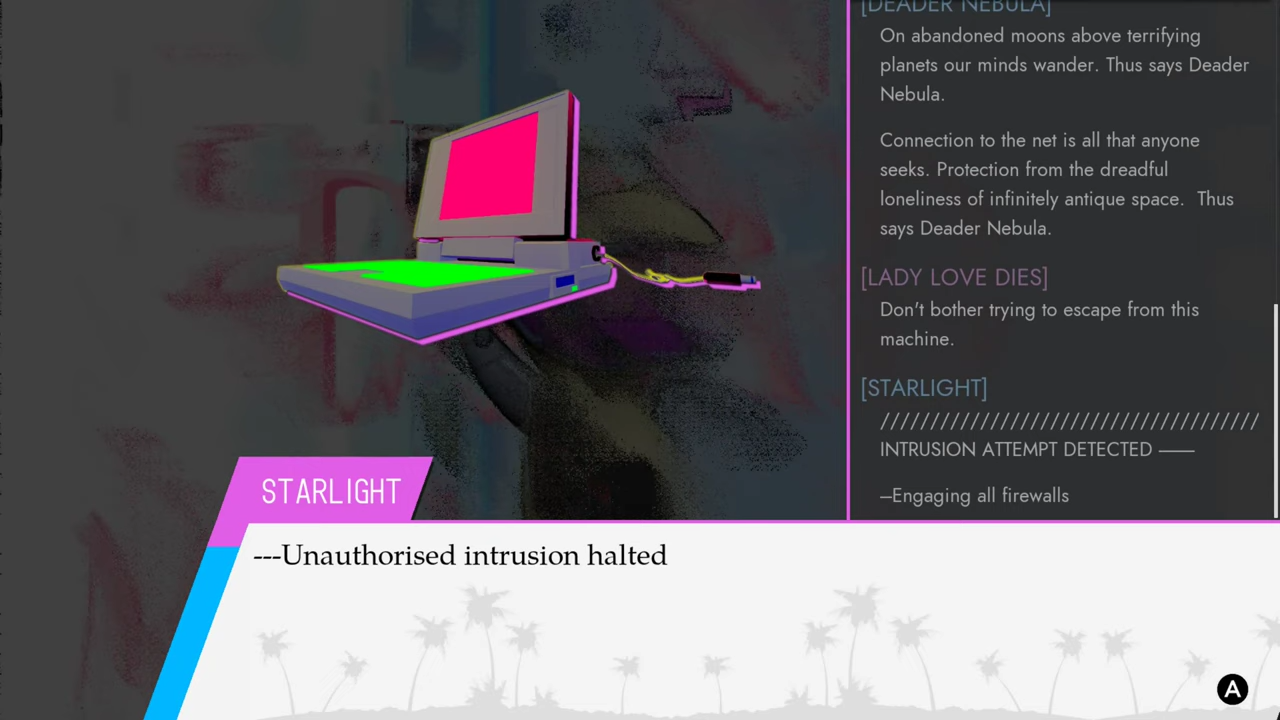 [DEADER NEBULA]
On abandoned moons above terrifying
planets our minds wander. Thus says Deader
Nebula.
Connection to the net is all that anyone
seeks. Protection from the dreadful
loneliness of infinitely antique space.  Thus
says Deader Nebula.
[LADY LOVE DIES]
Don't bother trying to escape from this
machine.
[STARLIGHT]
//////////////////////////////////////
INTRUSION ATTEMPT DETECTED ——
—Engaging all firewalls
STARLIGHT
---Unauthorised intrusion halted
A